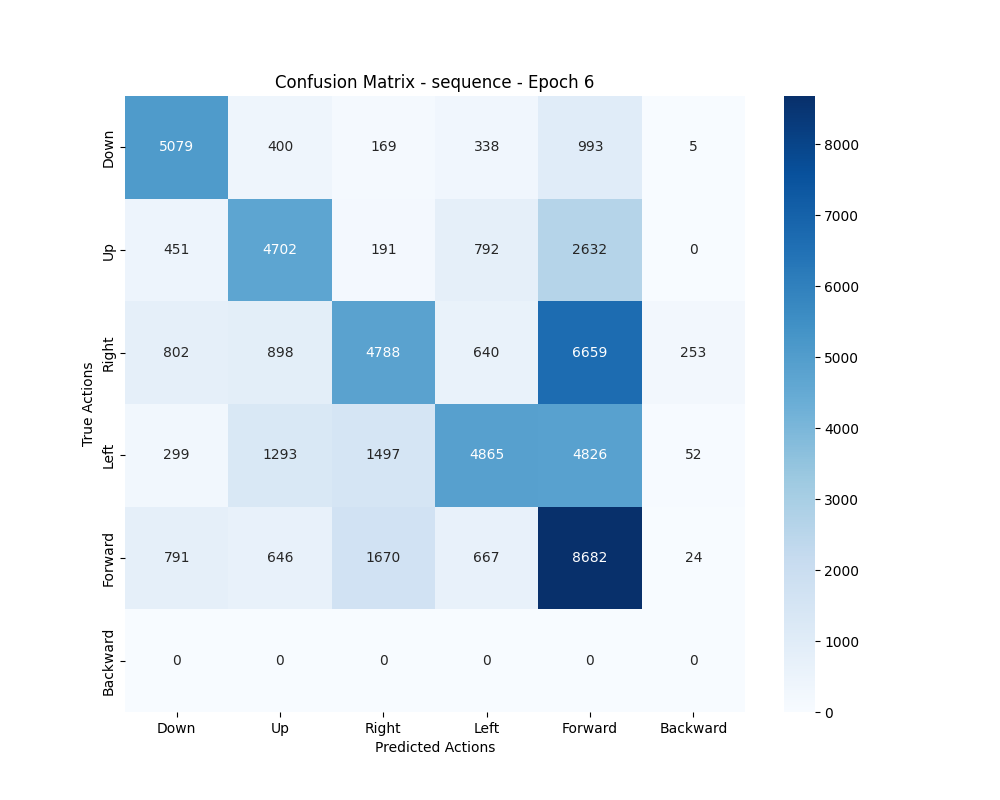 Confusion Matrix - sequence - Epoch 6
True Actions
Down 5079 400 169 338 993 5
Up 451 4702 191 792 2632 0
Right 802 898 4788 640 6659 253
Left 299 1293 1497 4865 4826 52
Forward 791 646 1670 667 8682 24
Backward 0 0 0 0 0 0
Down Up Right Left Forward Backward
Predicted Actions
8000
7000
6000
5000
4000
3000
2000
1000
0